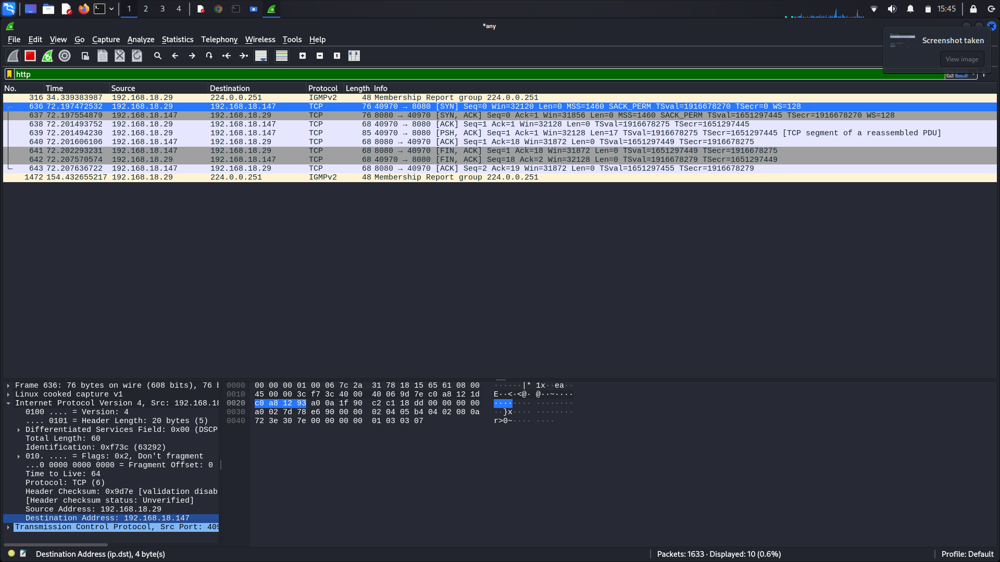 1 2 3 4 15:45
*any
File Edit View Go Capture Analyze Statistics Telephony Wireless Tools Help
Screenshot taken
View image
http
No. Time Source Destination Protocol Length Info
316 34.339383987 192.168.18.29 224.0.0.251 IGMPv2 48 Membership Report group 224.0.0.251
636 72.197472532 192.168.18.29 192.168.18.147 TCP 76 40970 → 8080 [SYN] Seq=0 Win=32120 Len=0 MSS=1460 SACK_PERM TSval=1916678270 TSecr=0 WS=128
637 72.197554879 192.168.18.147 192.168.18.29 TCP 76 8080 → 40970 [SYN, ACK] Seq=0 Ack=1 Win=31856 Len=0 MSS=1460 SACK_PERM TSval=1651297445 TSecr=1916678270 WS=128
638 72.201493752 192.168.18.29 192.168.18.147 TCP 68 40970 → 8080 [ACK] Seq=1 Ack=1 Win=32128 Len=0 TSval=1916678275 TSecr=1651297445
639 72.201494230 192.168.18.29 192.168.18.147 TCP 85 40970 → 8080 [PSH, ACK] Seq=1 Ack=1 Win=32128 Len=17 TSval=1916678275 TSecr=1651297445 [TCP segment of a reassembled PDU]
640 72.201606106 192.168.18.147 192.168.18.29 TCP 68 8080 → 40970 [ACK] Seq=1 Ack=18 Win=31872 Len=0 TSval=1651297449 TSecr=1916678275
641 72.202293231 192.168.18.147 192.168.18.29 TCP 68 8080 → 40970 [FIN, ACK] Seq=1 Ack=18 Win=31872 Len=0 TSval=1651297449 TSecr=1916678275
642 72.207570574 192.168.18.29 192.168.18.147 TCP 68 40970 → 8080 [FIN, ACK] Seq=18 Ack=2 Win=32128 Len=0 TSval=1916678279 TSecr=1651297449
643 72.207636722 192.168.18.147 192.168.18.29 TCP 68 8080 → 40970 [ACK] Seq=2 Ack=19 Win=31872 Len=0 TSval=1651297455 TSecr=1916678279
1472 154.432655217 192.168.18.29 224.0.0.251 IGMPv2 48 Membership Report group 224.0.0.251
Frame 636: 76 bytes on wire (608 bits), 76 b
Linux cooked capture v1
Internet Protocol Version 4, Src: 192.168.18
0100 .... = Version: 4
.... 0101 = Header Length: 20 bytes (5)
Differentiated Services Field: 0x00 (DSCP
Total Length: 60
Identification: 0xf73c (63292)
010. .... = Flags: 0x2, Don't fragment
...0 0000 0000 0000 = Fragment Offset: 0
Time to Live: 64
Protocol: TCP (6)
Header Checksum: 0x9d7e [validation disab
[Header checksum status: Unverified]
Source Address: 192.168.18.29
Destination Address: 192.168.18.147
Transmission Control Protocol, Src Port: 409
0000 00 00 00 01 00 06 7c 2a 31 78 18 15 65 61 08 00 ······|* 1x··ea··
0010 45 00 00 3c f7 3c 40 00 40 06 9d 7e c0 a8 12 1d E··<·<@· @··~····
0020 c0 a8 12 93 a0 0a 1f 90 c2 c1 18 dd 00 00 00 00 ········ ········
0030 a0 02 7d 78 e6 90 00 00 02 04 05 b4 04 02 08 0a ··}x···· ········
0040 72 3e 30 7e 00 00 00 00 01 03 03 07 r>0~···· ····
Destination Address (ip.dst), 4 byte(s)
Packets: 1633 · Displayed: 10 (0.6%)
Profile: Default